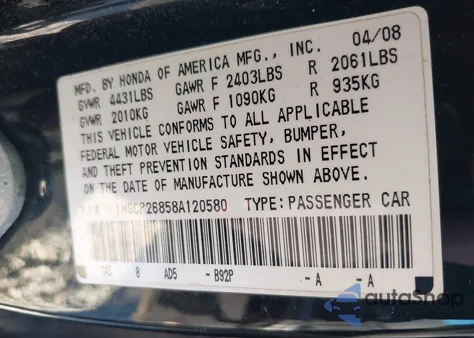 MFD. BY HONDA OF AMERICA MFG., INC. 04/08
GVWR 4431LBS GAWR F 2403LBS R 2061LBS
GVWR 2010KG GAWR F 1090KG R 935KG
THIS VEHICLE CONFORMS TO ALL APPLICABLE
FEDERAL MOTOR VEHICLE SAFETY, BUMPER,
AND THEFT PREVENTION STANDARDS IN EFFECT
ON THE DATE OF MANUFACTURE SHOWN ABOVE.
1HGCP26858A120580 TYPE: PASSENGER CAR
0 AD5 - B92P -A -A
autoshop